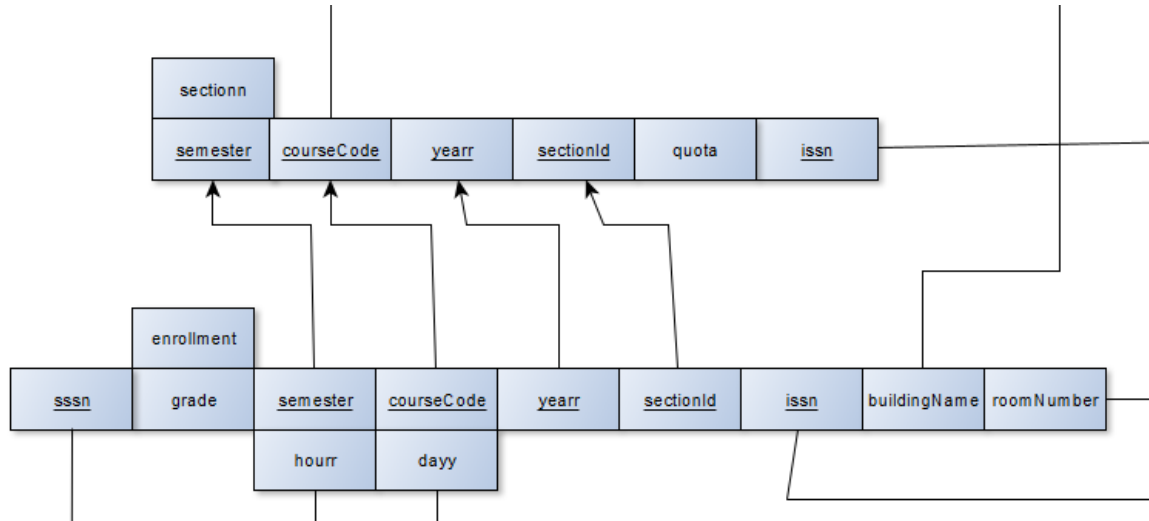 sectionn
semester courseCode yearr sectionId quota issn
enrollment
sssn grade semester courseCode yearr sectionId issn buildingName roomNumber
hourr dayy